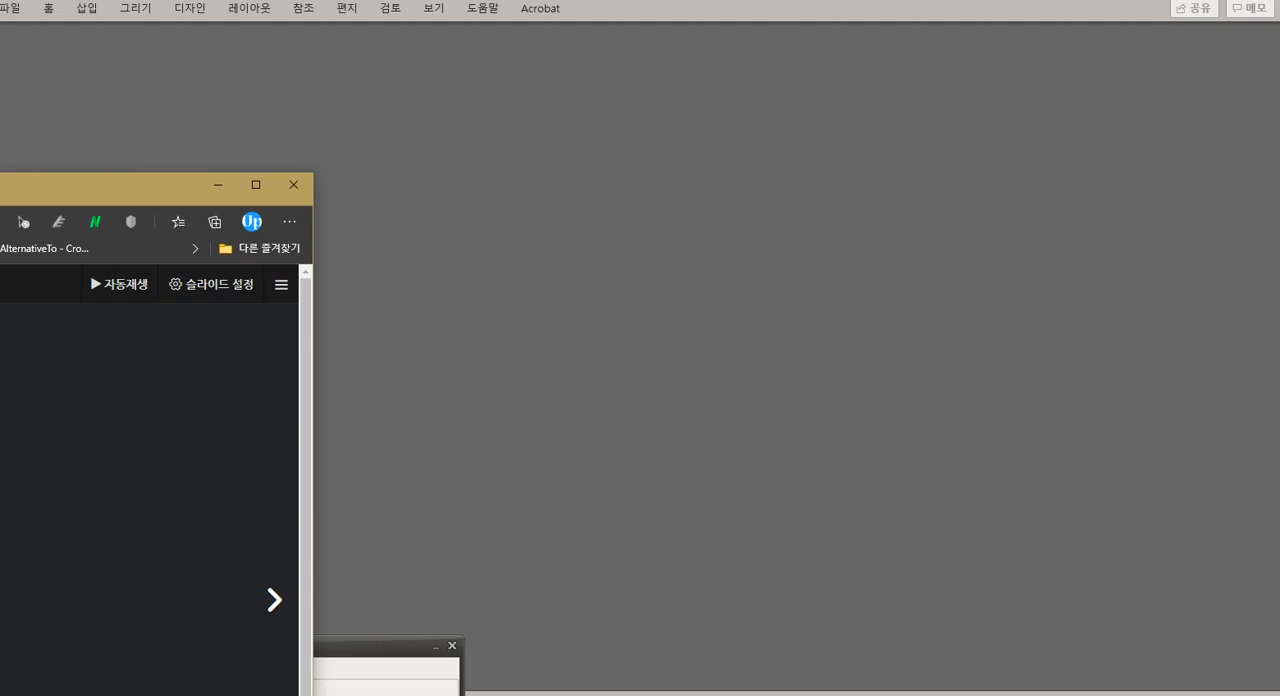 파일 홈 삽입 그리기 디자인 레이아웃 참조 편지 검토 보기 도움말 Acrobat 공유 메모
Up
AlternativeTo - Cro... 다른 즐겨찾기
자동재생 슬라이드 설정